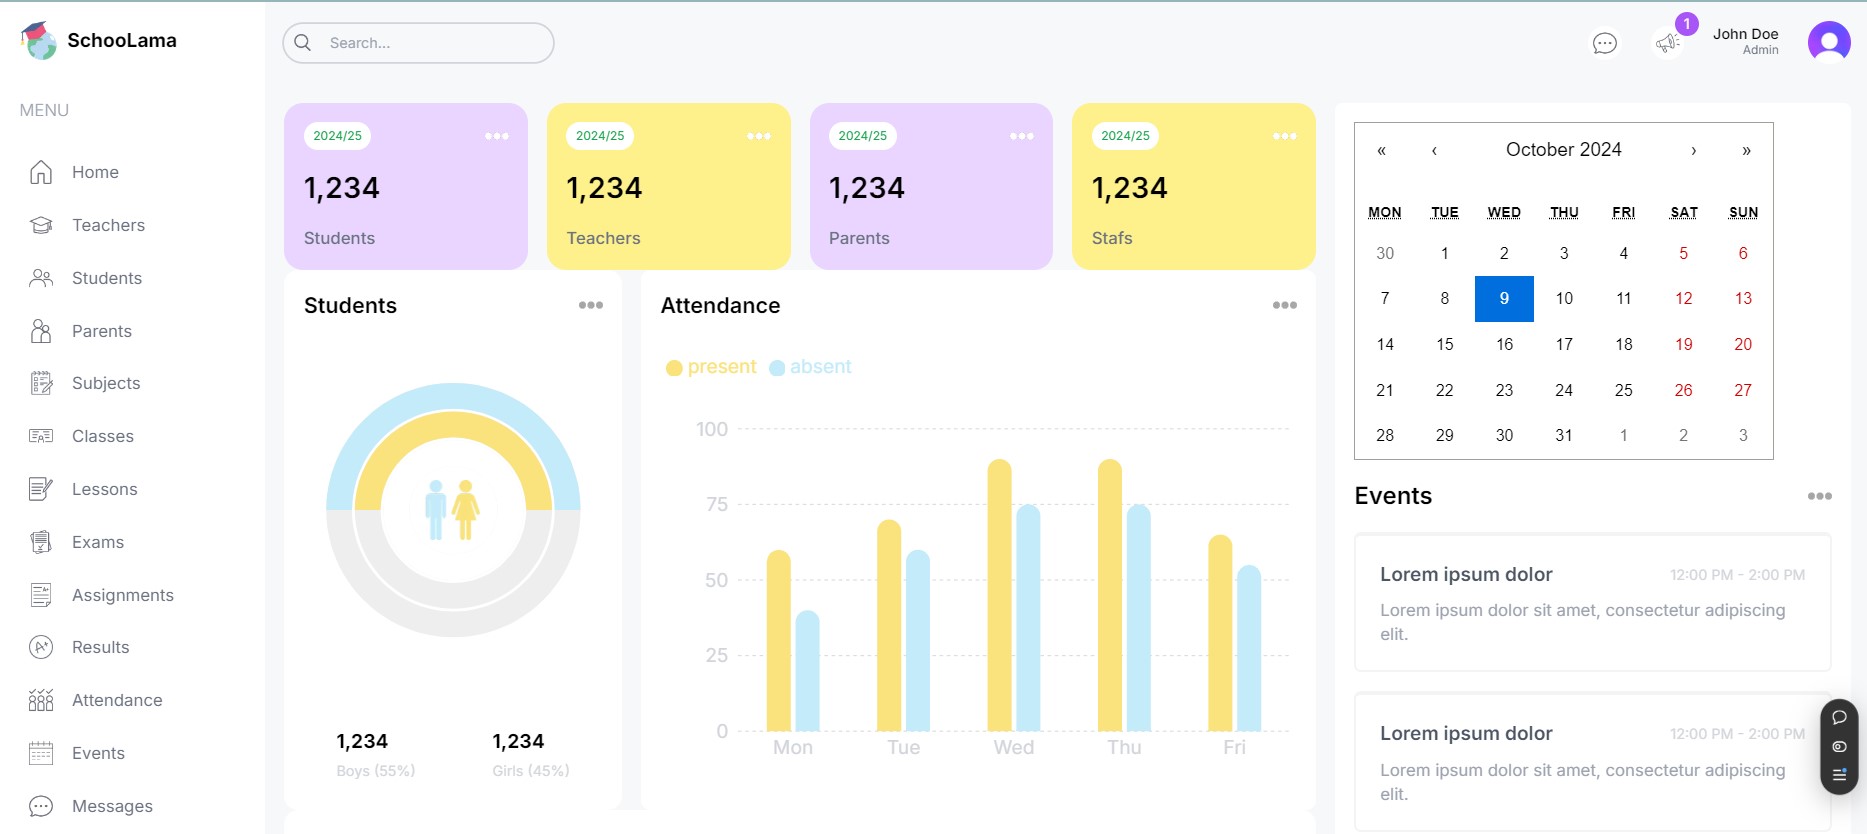 SchooLama
MENU
Home
Teachers
Students
Parents
Subjects
Classes
Lessons
Exams
Assignments
Results
Attendance
Events
Messages
Search...
1
John Doe
Admin
2024/25
1,234
Students
2024/25
1,234
Teachers
2024/25
1,234
Parents
2024/25
1,234
Stafs
Students
1,234
Boys (55%)
1,234
Girls (45%)
Attendance
present absent
100
75
50
25
0
Mon Tue Wed Thu Fri
« ‹ October 2024 › »
MON TUE WED THU FRI SAT SUN
30 1 2 3 4 5 6
7 8 9 10 11 12 13
14 15 16 17 18 19 20
21 22 23 24 25 26 27
28 29 30 31 1 2 3
Events
Lorem ipsum dolor 12:00 PM - 2:00 PM
Lorem ipsum dolor sit amet, consectetur adipiscing
elit.
Lorem ipsum dolor 12:00 PM - 2:00 PM
Lorem ipsum dolor sit amet, consectetur adipiscing
elit.